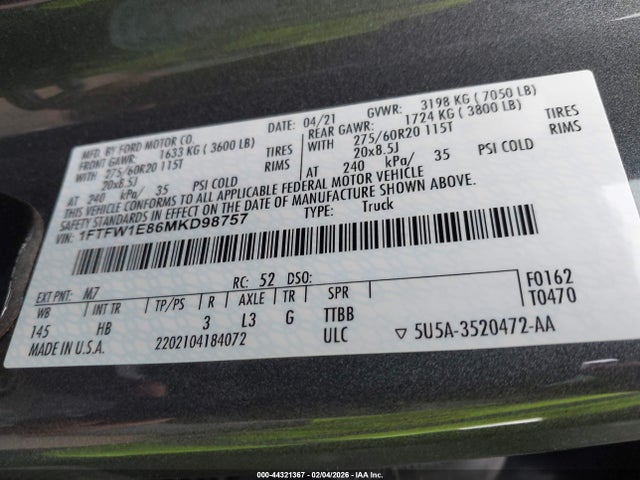 MFD. BY FORD MOTOR CO.
DATE: 04/21 GVWR: 3198 KG ( 7050 LB)
FRONT GAWR: 1633 KG ( 3600 LB) REAR GAWR: 1724 KG ( 3800 LB)
WITH 275/60R20 115T TIRES WITH 275/60R20 115T TIRES
20x8.5J RIMS 20x8.5J RIMS
AT 240 kPa/ 35 PSI COLD AT 240 kPa/ 35 PSI COLD
THIS VEHICLE CONFORMS TO ALL APPLICABLE FEDERAL MOTOR VEHICLE
SAFETY STANDARDS IN EFFECT ON THE DATE OF MANUFACTURE SHOWN ABOVE.
VIN: 1FTFW1E86MKD98757 TYPE: Truck
EXT PNT: M7 RC: 52 DSO:
WB INT TR TP/PS R AXLE TR SPR F0162
145 HB 3 L3 G TTBB T0470
MADE IN U.S.A. 2202104184072 ULC ▽ 5U5A-3520472-AA
000-44321367 - 02/04/2026 - IAA Inc.